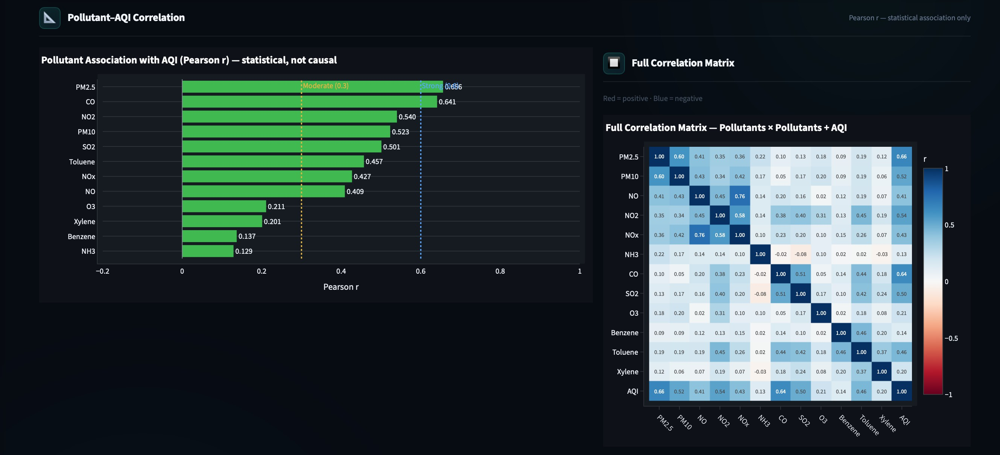 Pollutant–AQI Correlation
Pearson r — statistical association only
Pollutant Association with AQI (Pearson r) — statistical, not causal
Moderate (0.3)
Strong (0.6)
PM2.5 0.656
CO 0.641
NO2 0.540
PM10 0.523
SO2 0.501
Toluene 0.457
NOx 0.427
NO 0.409
O3 0.211
Xylene 0.201
Benzene 0.137
NH3 0.129
−0.2 0 0.2 0.4 0.6 0.8 1
Pearson r
Full Correlation Matrix
Red = positive · Blue = negative
Full Correlation Matrix — Pollutants × Pollutants + AQI
PM2.5 1.00 0.60 0.41 0.35 0.36 0.22 0.10 0.13 0.18 0.09 0.19 0.12 0.66
PM10 0.60 1.00 0.43 0.34 0.42 0.17 0.05 0.17 0.20 0.09 0.19 0.06 0.52
NO 0.41 0.43 1.00 0.45 0.76 0.14 0.20 0.16 0.02 0.12 0.19 0.07 0.41
NO2 0.35 0.34 0.45 1.00 0.58 0.14 0.38 0.40 0.31 0.13 0.45 0.19 0.54
NOx 0.36 0.42 0.76 0.58 1.00 0.10 0.23 0.20 0.10 0.15 0.26 0.07 0.43
NH3 0.22 0.17 0.14 0.14 0.10 1.00 -0.02 -0.08 0.10 0.02 0.02 -0.03 0.13
CO 0.10 0.05 0.20 0.38 0.23 -0.02 1.00 0.51 0.05 0.14 0.44 0.18 0.64
SO2 0.13 0.17 0.16 0.40 0.20 -0.08 0.51 1.00 0.17 0.10 0.42 0.24 0.50
O3 0.18 0.20 0.02 0.31 0.10 0.10 0.05 0.17 1.00 0.02 0.18 0.08 0.21
Benzene 0.09 0.09 0.12 0.13 0.15 0.02 0.14 0.10 0.02 1.00 0.46 0.20 0.14
Toluene 0.19 0.19 0.19 0.45 0.26 0.02 0.44 0.42 0.18 0.46 1.00 0.37 0.46
Xylene 0.12 0.06 0.07 0.19 0.07 -0.03 0.18 0.24 0.08 0.20 0.37 1.00 0.20
AQI 0.66 0.52 0.41 0.54 0.43 0.13 0.64 0.50 0.21 0.14 0.46 0.20 1.00
PM2.5 PM10 NO NO2 NOx NH3 CO SO2 O3 Benzene Toluene Xylene AQI
r
1
0.5
0
−0.5
−1